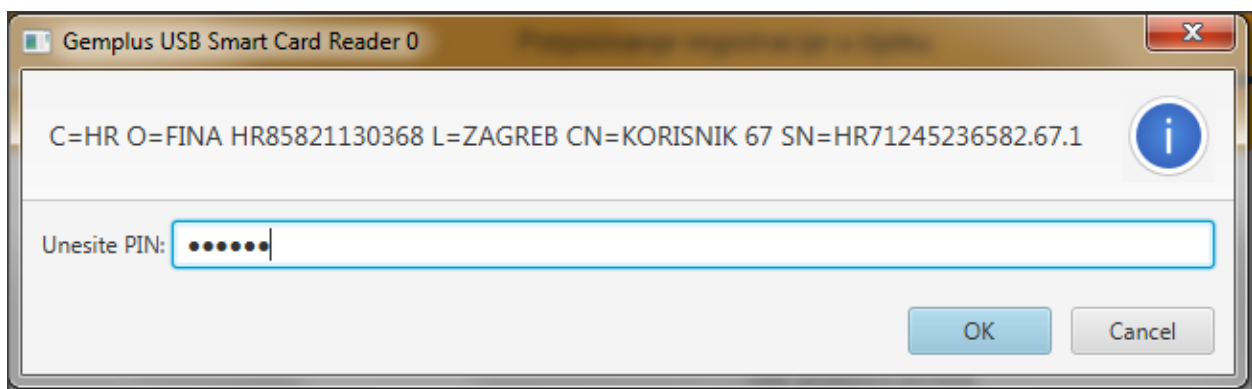 Gemplus USB Smart Card Reader 0
C=HR O=FINA HR85821130368 L=ZAGREB CN=KORISNIK 67 SN=HR71245236582.67.1
Unesite PIN: ●●●●●●
OK Cancel